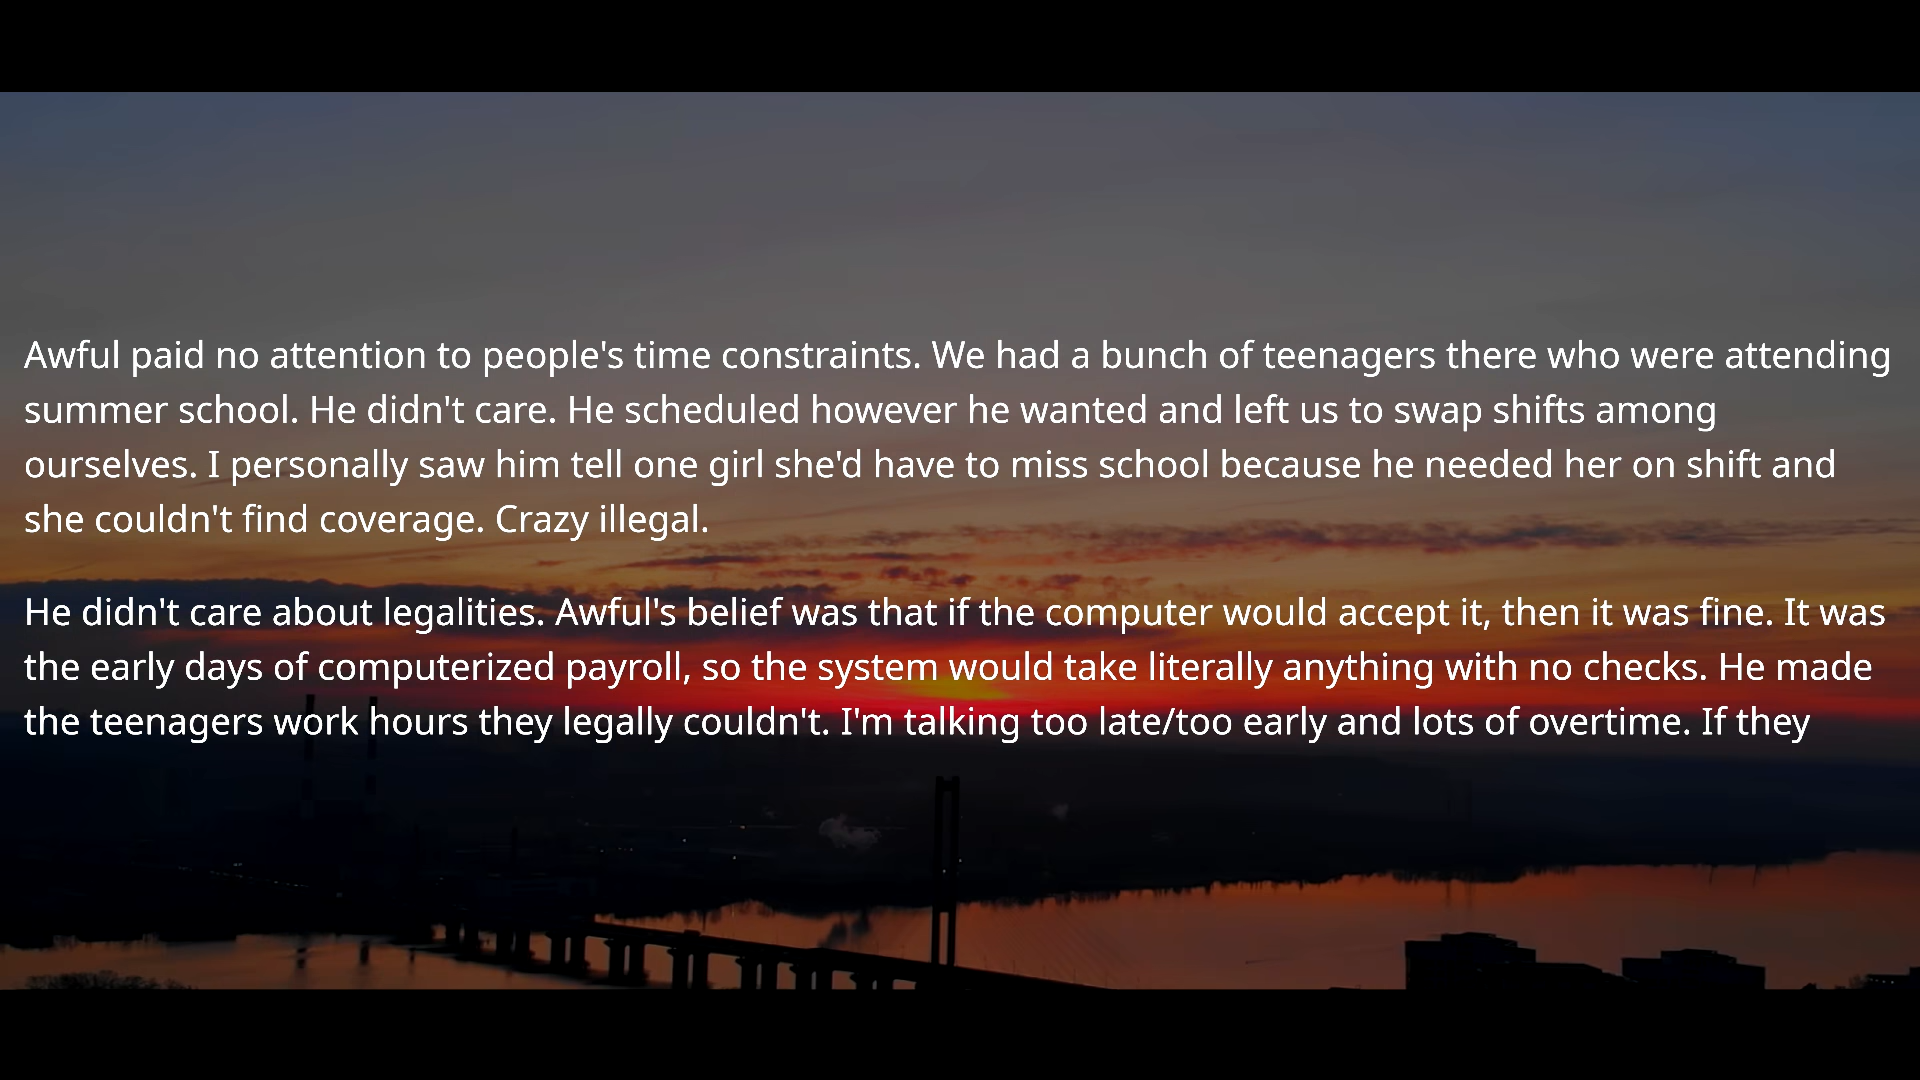 Awful paid no attention to people's time constraints. We had a bunch of teenagers there who were attending
summer school. He didn't care. He scheduled however he wanted and left us to swap shifts among
ourselves. I personally saw him tell one girl she'd have to miss school because he needed her on shift and
she couldn't find coverage. Crazy illegal.
He didn't care about legalities. Awful's belief was that if the computer would accept it, then it was fine. It was
the early days of computerized payroll, so the system would take literally anything with no checks. He made
the teenagers work hours they legally couldn't. I'm talking too late/too early and lots of overtime. If they